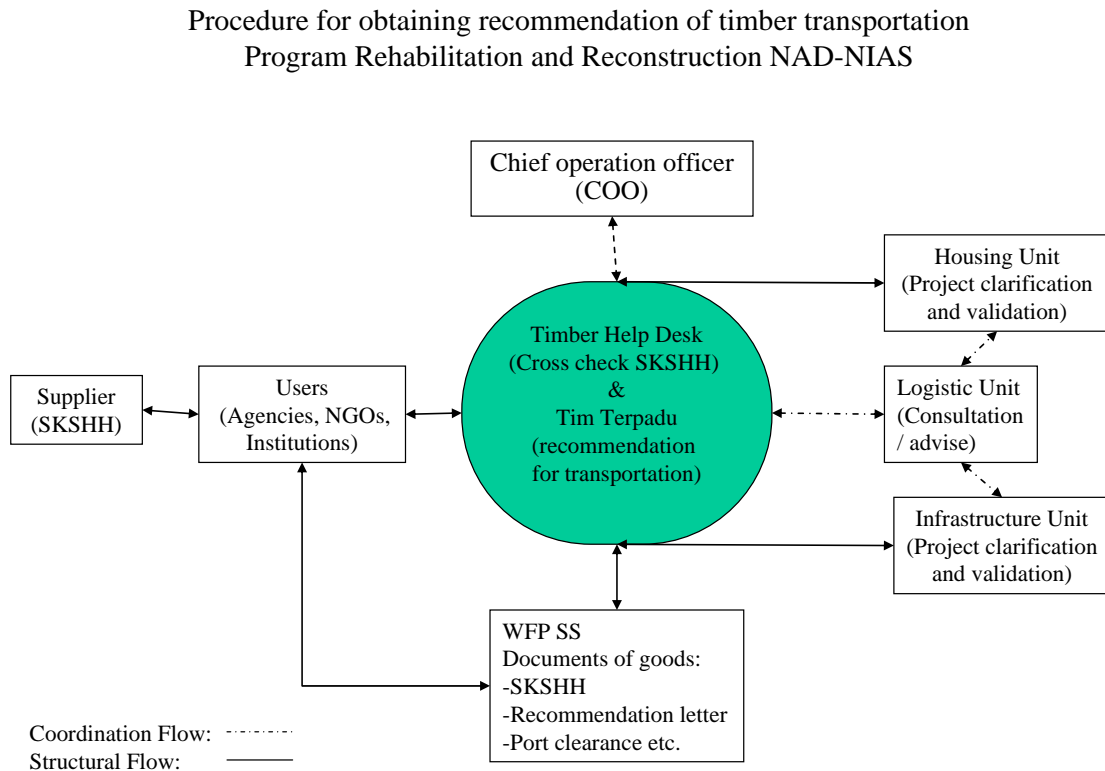 Procedure for obtaining recommendation of timber transportation
Program Rehabilitation and Reconstruction NAD-NIAS
Chief operation officer
(COO)
Housing Unit
(Project clarification
and validation)
Timber Help Desk
(Cross check SKSHH)
&
Tim Terpadu
(recommendation
for transportation)
Supplier
(SKSHH)
Users
(Agencies, NGOs,
Institutions)
Logistic Unit
(Consultation
/ advise)
Infrastructure Unit
(Project clarification
and validation)
WFP SS
Documents of goods:
-SKSHH
-Recommendation letter
-Port clearance etc.
Coordination Flow:
Structural Flow: